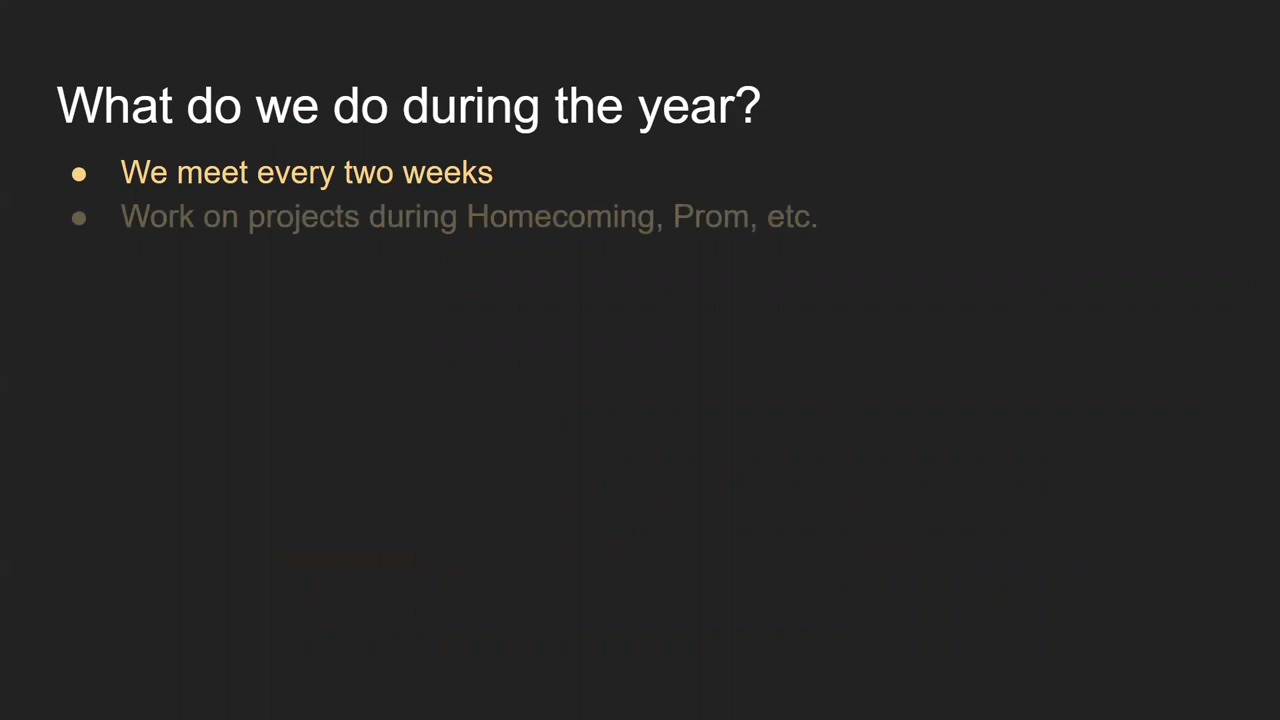 What do we do during the year?
● We meet every two weeks
● Work on projects during Homecoming, Prom, etc.